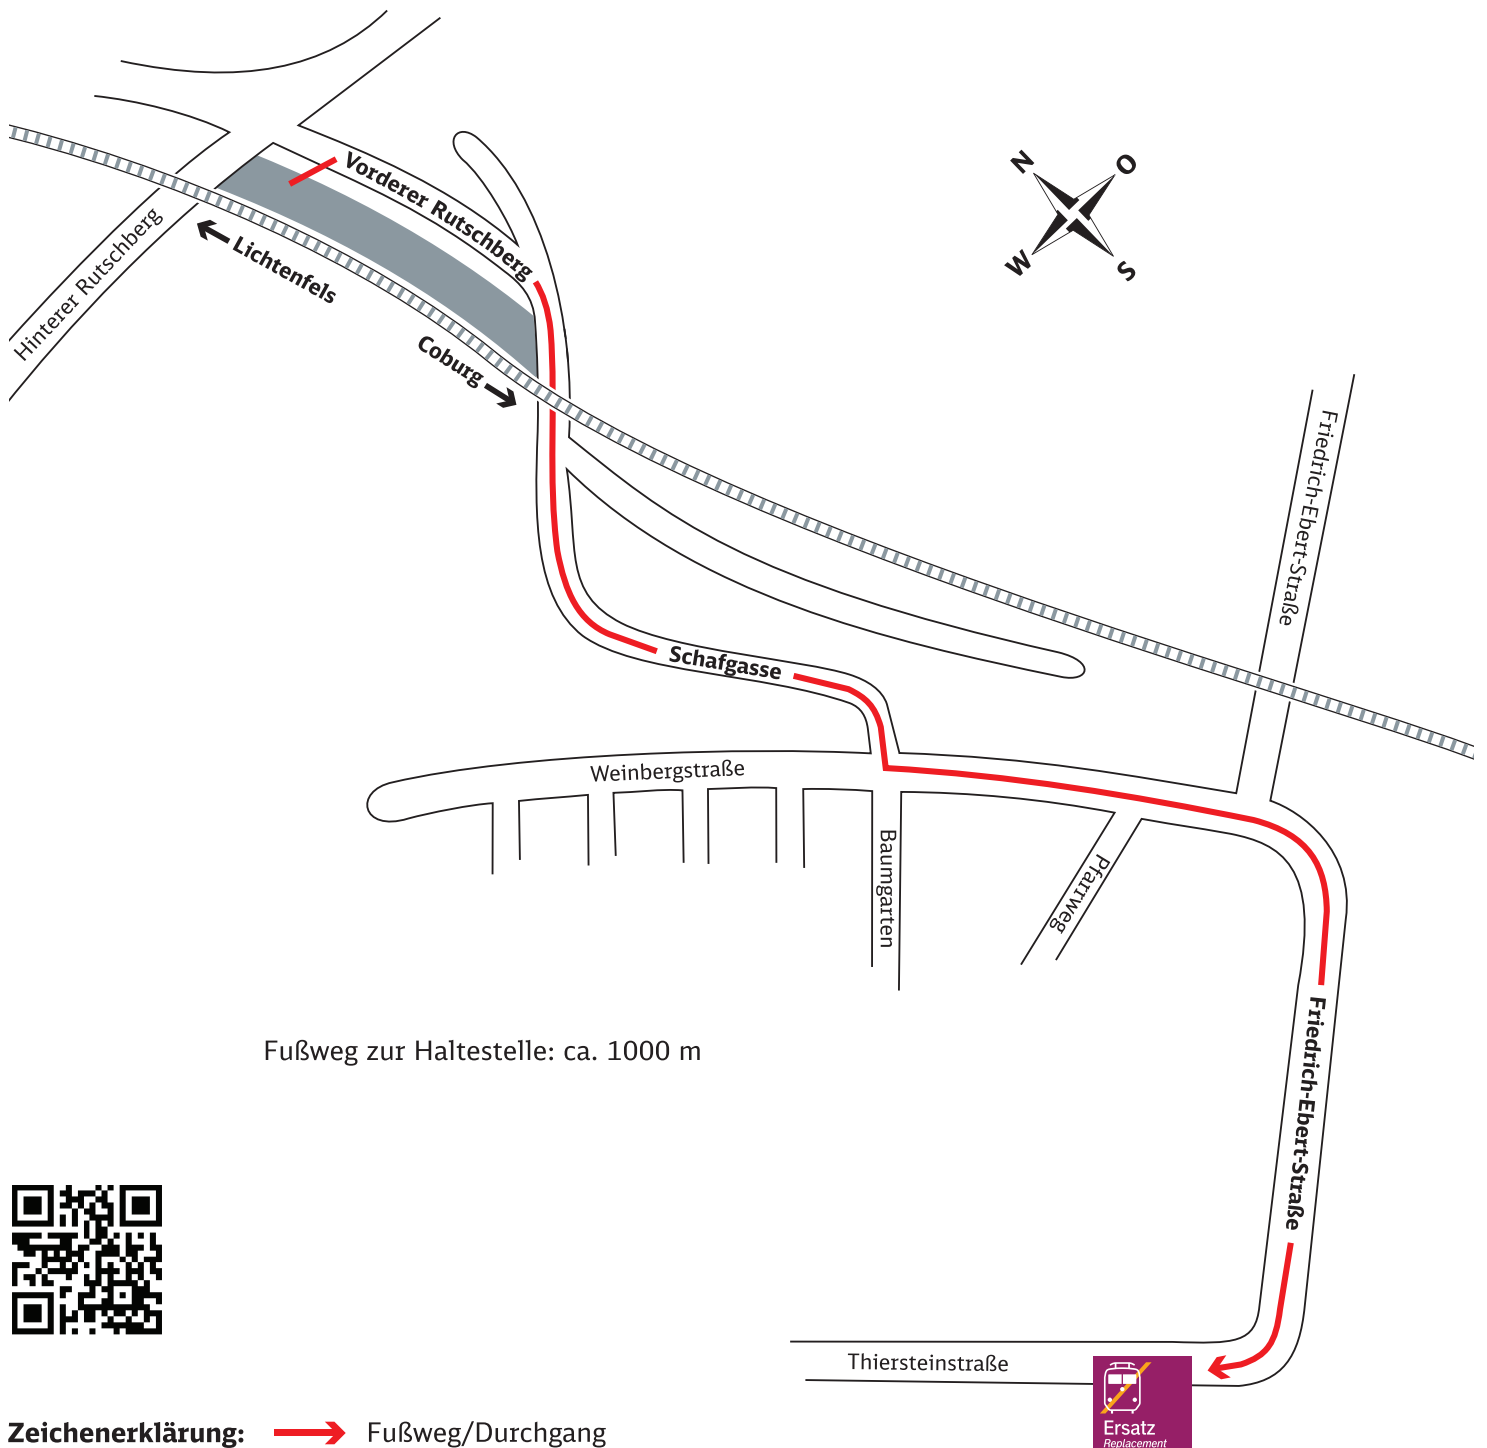 Vorderer Rutschberg
N
O
W
S
Hinterer Rutschberg
Lichtenfels
Coburg
Friedrich-Ebert-Straße
Schafgasse
Weinbergstraße
Baumgarten
Pfarrweg
Friedrich-Ebert-Straße
Fußweg zur Haltestelle: ca. 1000 m
Thiersteinstraße
Ersatz
Replacement
Zeichenerklärung:
Fußweg/Durchgang